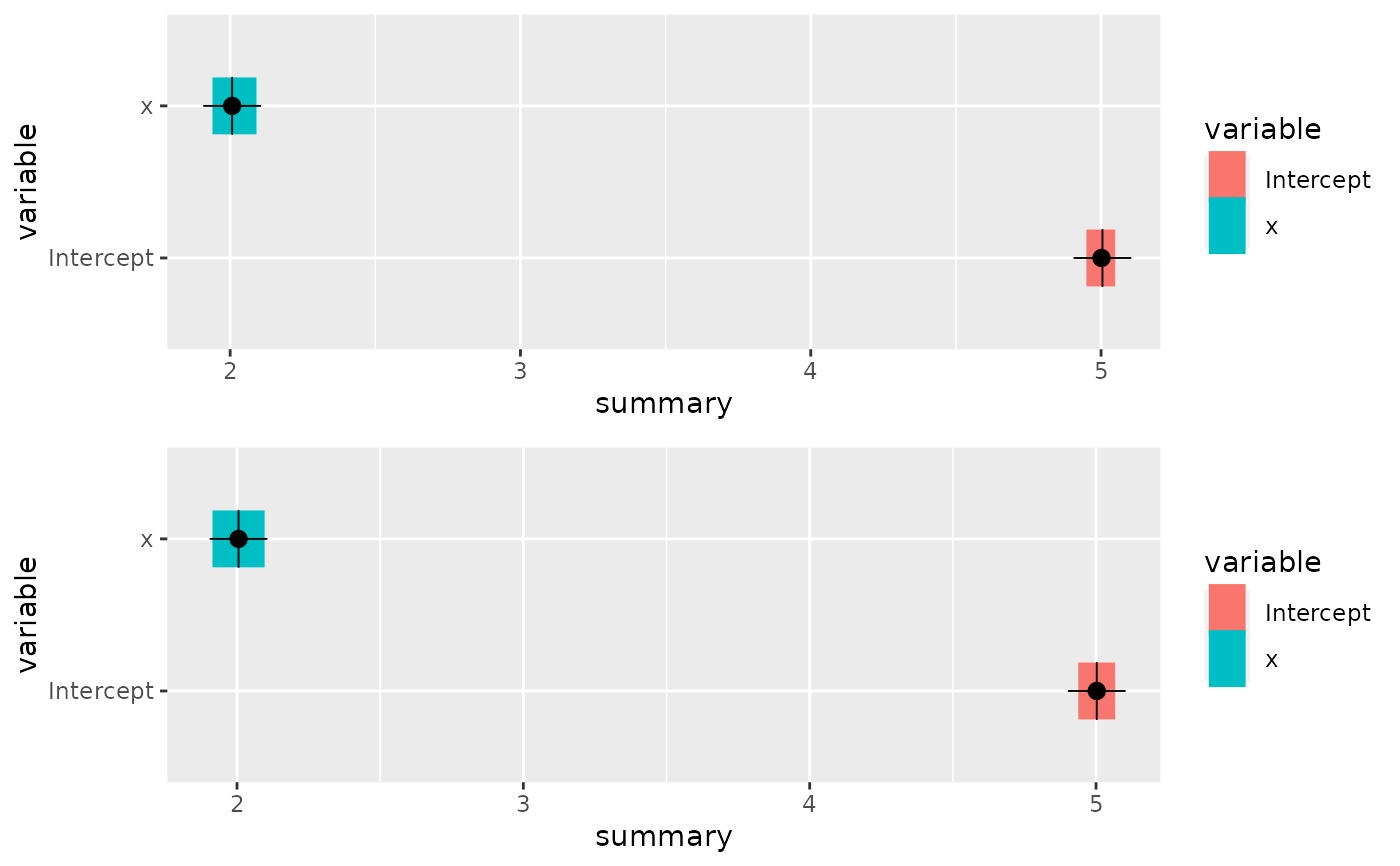 variable
x
Intercept
2 3 4 5
summary
variable
Intercept
x
variable
x
Intercept
2 3 4 5
summary
variable
Intercept
x